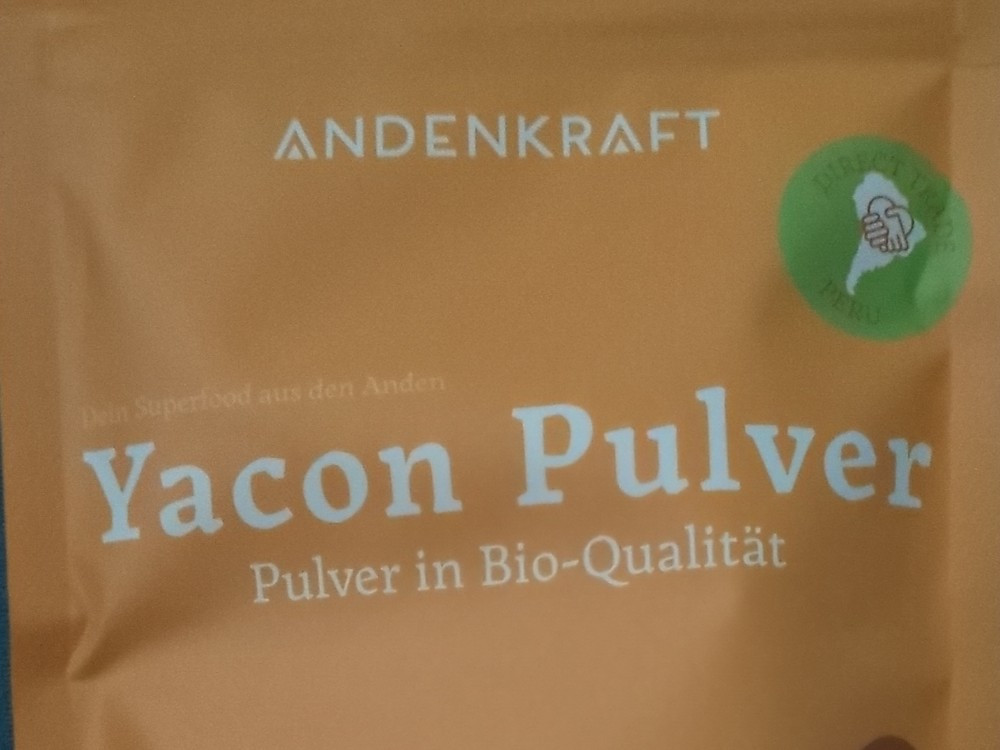 ANDENKRAFT
DIRECT TRADE
PERU
Dein Superfood aus den Anden
Yacon Pulver
Pulver in Bio-Qualität